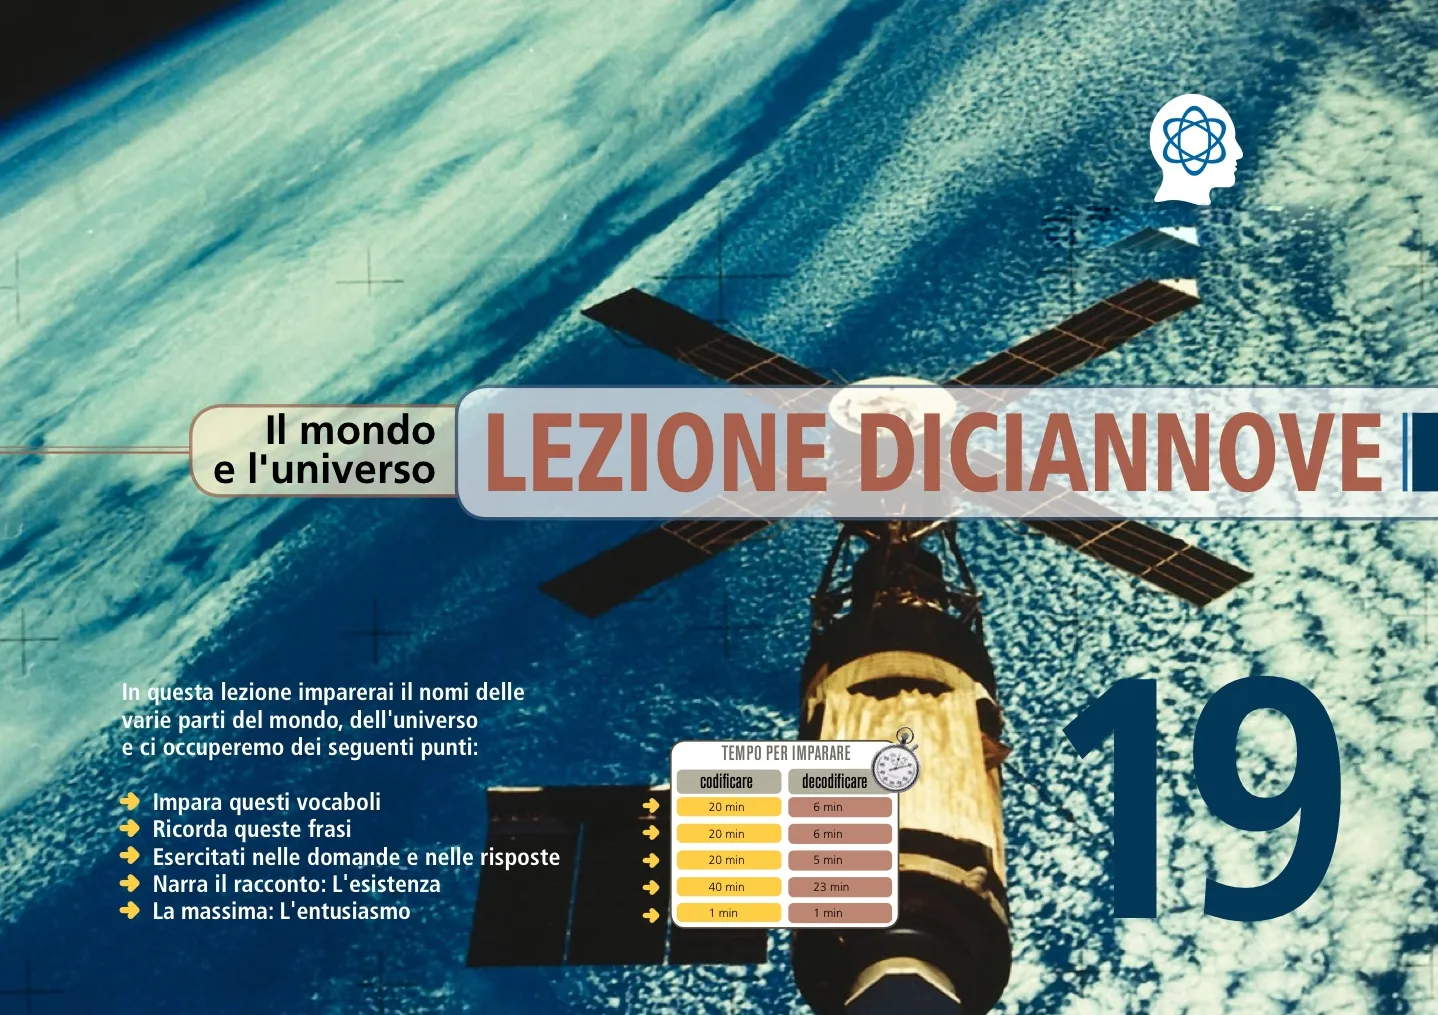 Il mondo
e l'universo
LEZIONE DICIANNOVE
In questa lezione imparerai il nomi delle
varie parti del mondo, dell'universo
e ci occuperemo dei seguenti punti:
Impara questi vocaboli
Ricorda queste frasi
Esercitati nelle domande e nelle risposte
Narra il racconto: L'esistenza
La massima: L'entusiasmo
TEMPO PER IMPARARE
codificare decodificare
20 min 6 min
20 min 6 min
20 min 5 min
40 min 23 min
1 min 1 min
19